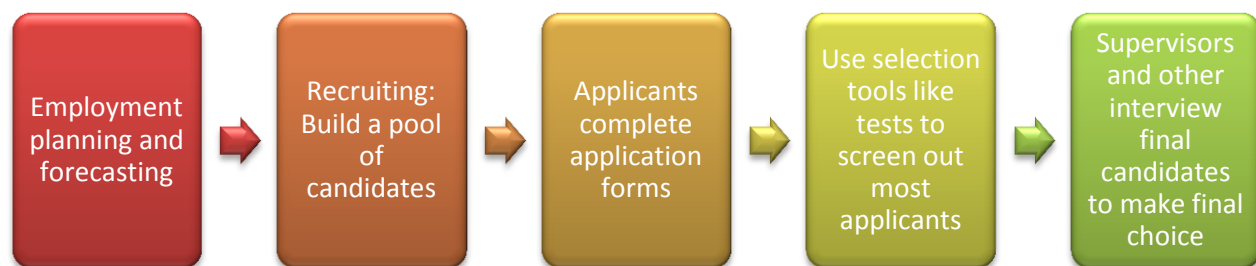 Employment
planning and
forecasting
Recruiting:
Build a pool
of
candidates
Applicants
complete
application
forms
Use selection
tools like
tests to
screen out
most
applicants
Supervisors
and other
interview
final
candidates
to make final
choice